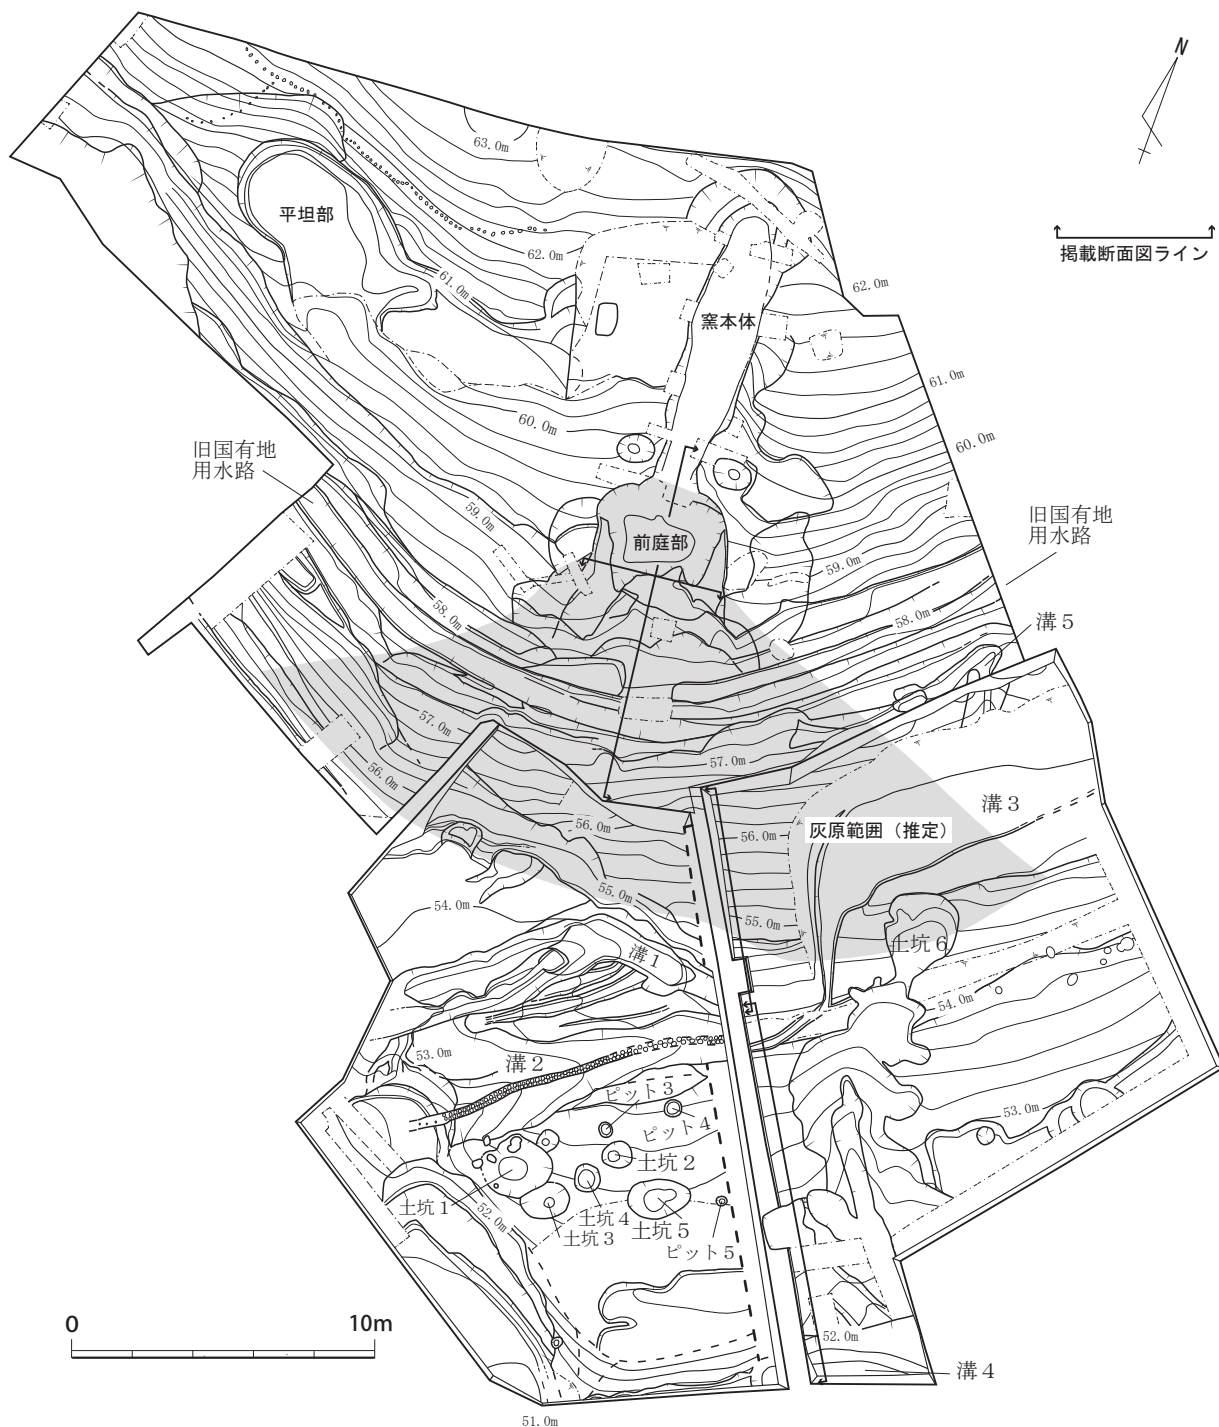 N
63.0m
平坦部
62.0m
61.0m
掲載断面図ライン
62.0m
窯本体
61.0m
60.0m
60.0m
旧国有地
用水路
59.0m
旧国有地
用水路
前庭部
59.0m
58.0m
58.0m
溝５
57.0m
57.0m
56.0m
溝３
56.0m
56.0m
灰原範囲（推定）
55.0m
54.0m
55.0m
土坑６
溝１
54.0m
53.0m
溝２
ピット３
53.0m
ピット４
土坑２
土坑１
52.0m
土坑４
土坑３
土坑５
ピット５
0
10m
52.0m
溝４
51.0m